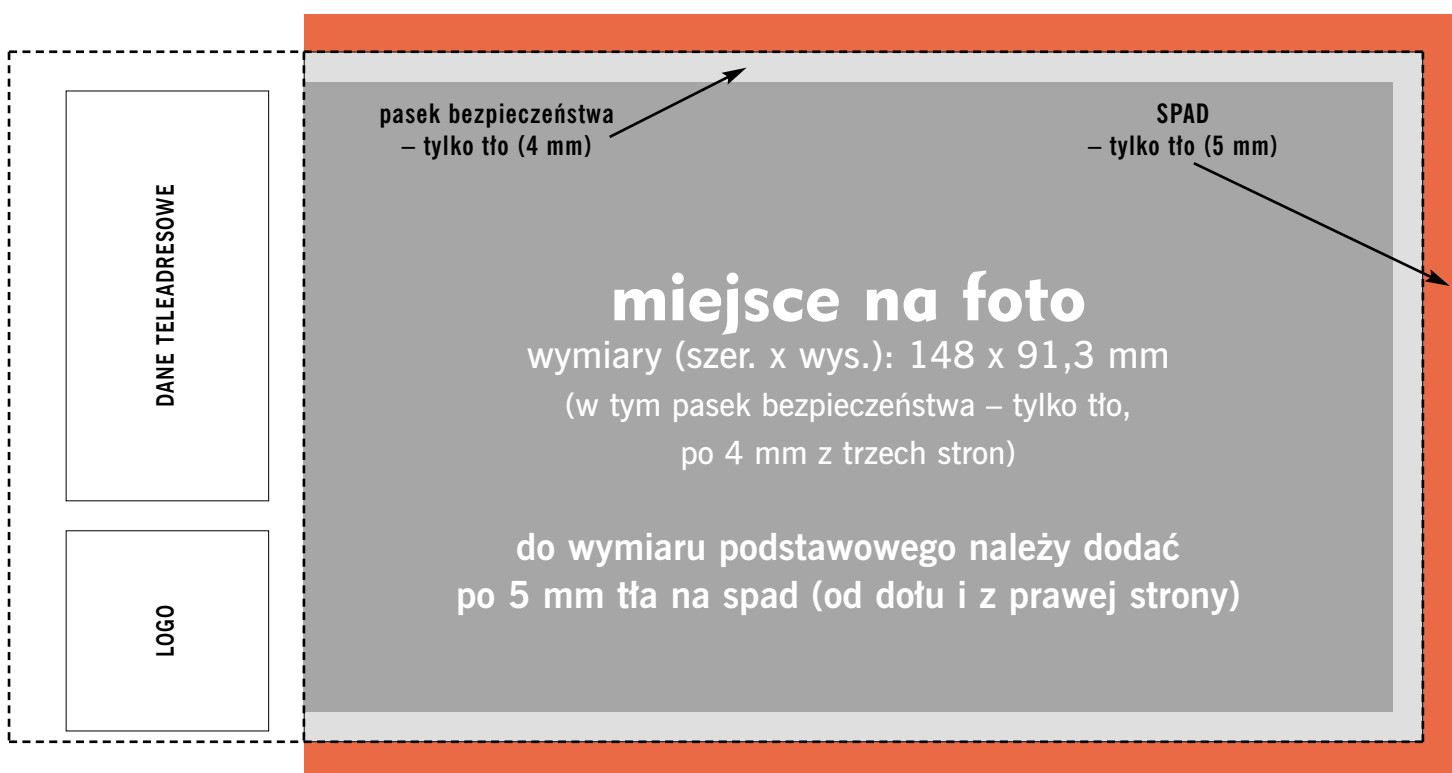 pasek bezpieczeństwa
– tylko tło (4 mm)
SPAD
– tylko tło (5 mm)
DANE TELEADRESOWE
LOGO
miejsce na foto
wymiary (szer. x wys.): 148 x 91,3 mm
(w tym pasek bezpieczeństwa – tylko tło,
po 4 mm z trzech stron)
do wymiaru podstawowego należy dodać
po 5 mm tła na spad (od dołu i z prawej strony)